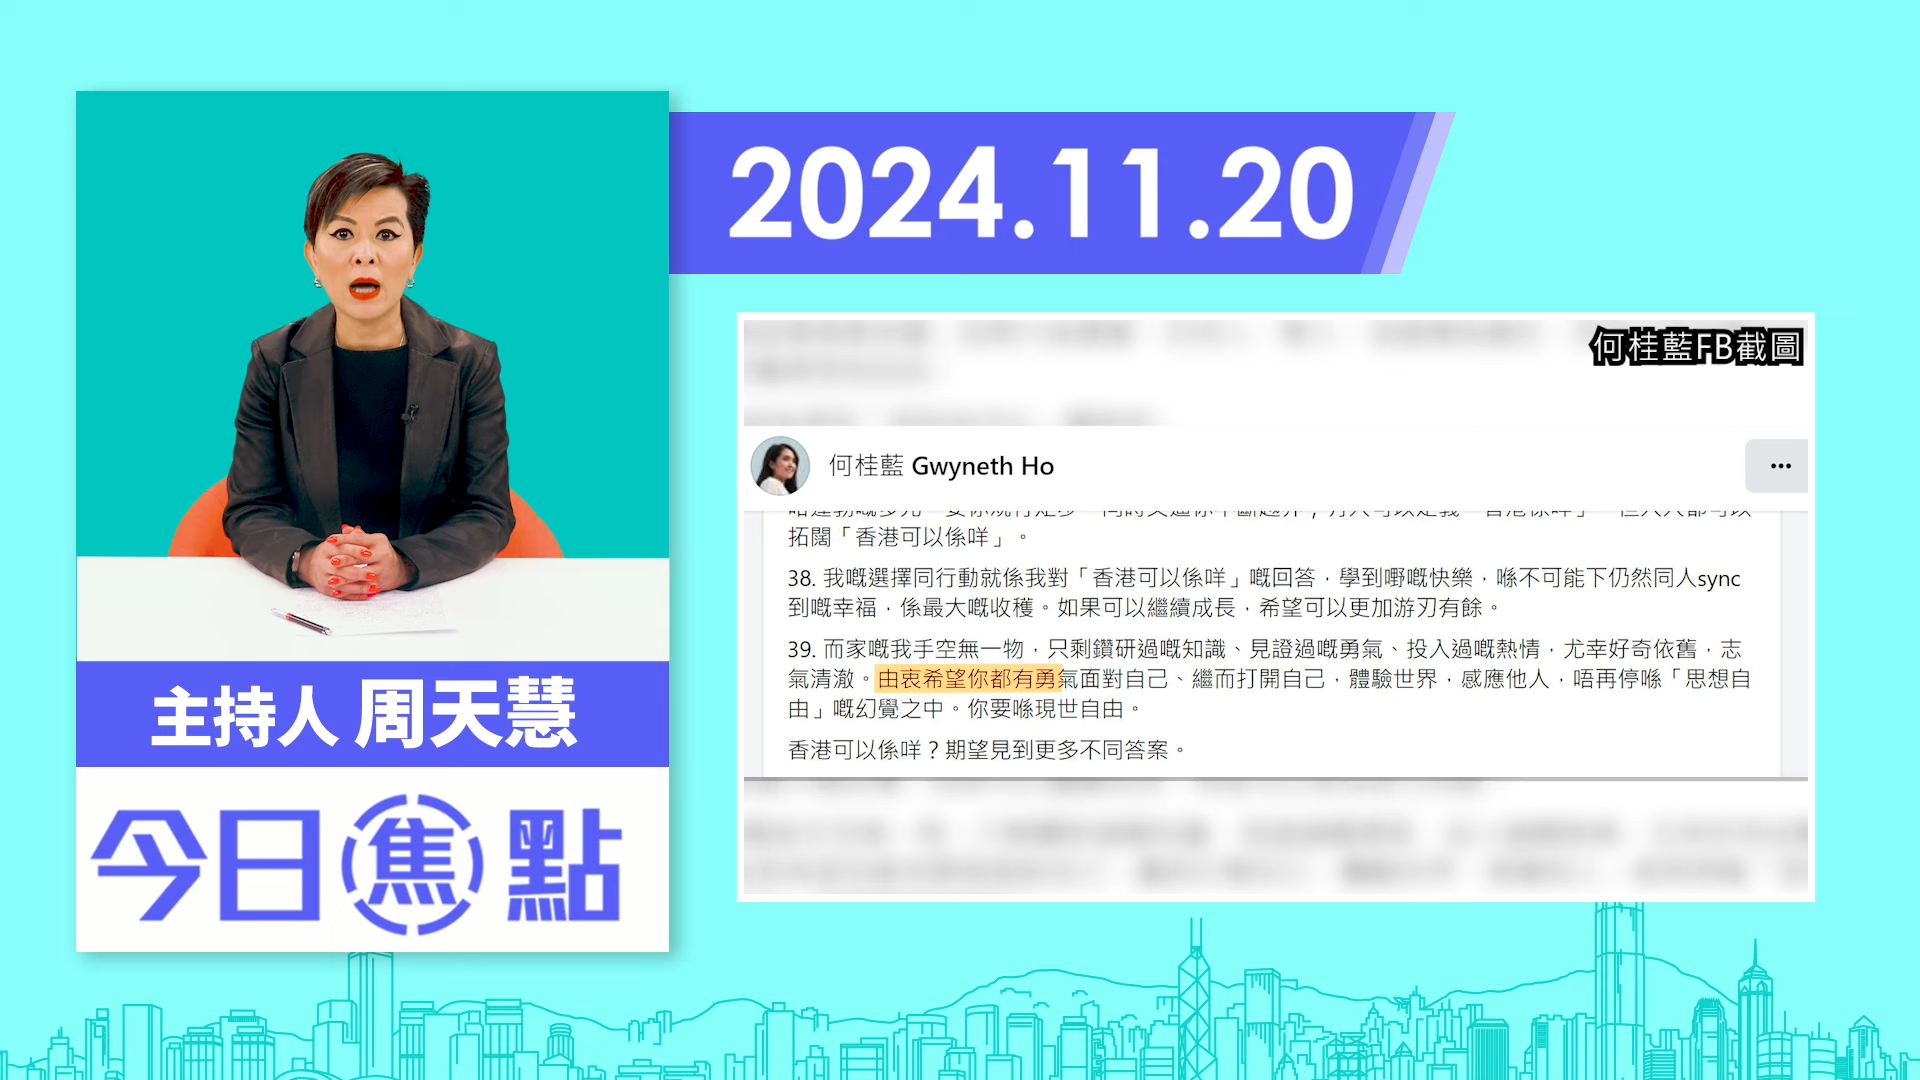 2024.11.20
何桂藍FB截圖
何桂藍 Gwyneth Ho
拓闊「香港可以係咩」。
38. 我嘅選擇同行動就係我對「香港可以係咩」嘅回答，學到嘢嘅快樂，喺不可能下仍然同人sync
到嘅幸福，係最大嘅收穫。如果可以繼續成長，希望可以更加游刃有餘。
39. 而家嘅我手空無一物，只剩鑽研過嘅知識、見證過嘅勇氣、投入過嘅熱情，尤幸好奇依舊，志
氣清澈。由衷希望你都有勇氣面對自己、繼而打開自己，體驗世界，感應他人，唔再停喺「思想自
由」嘅幻覺之中。你要喺現世自由。
香港可以係咩？期望見到更多不同答案。
主持人 周天慧
今日焦點